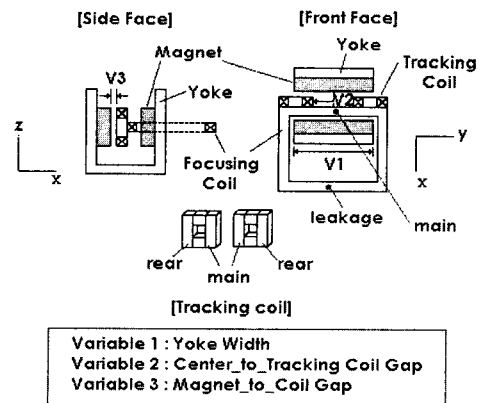 [Side Face]
[Front Face]
Magnet
Yoke
V3
Yoke
Tracking
Coil
V2
z
x
Focusing
Coil
V1
y
x
leakage
main
rear
main
rear
[Tracking coil]
Variable 1 : Yoke Width
Variable 2 : Center_to_Tracking Coil Gap
Variable 3 : Magnet_to_Coil Gap